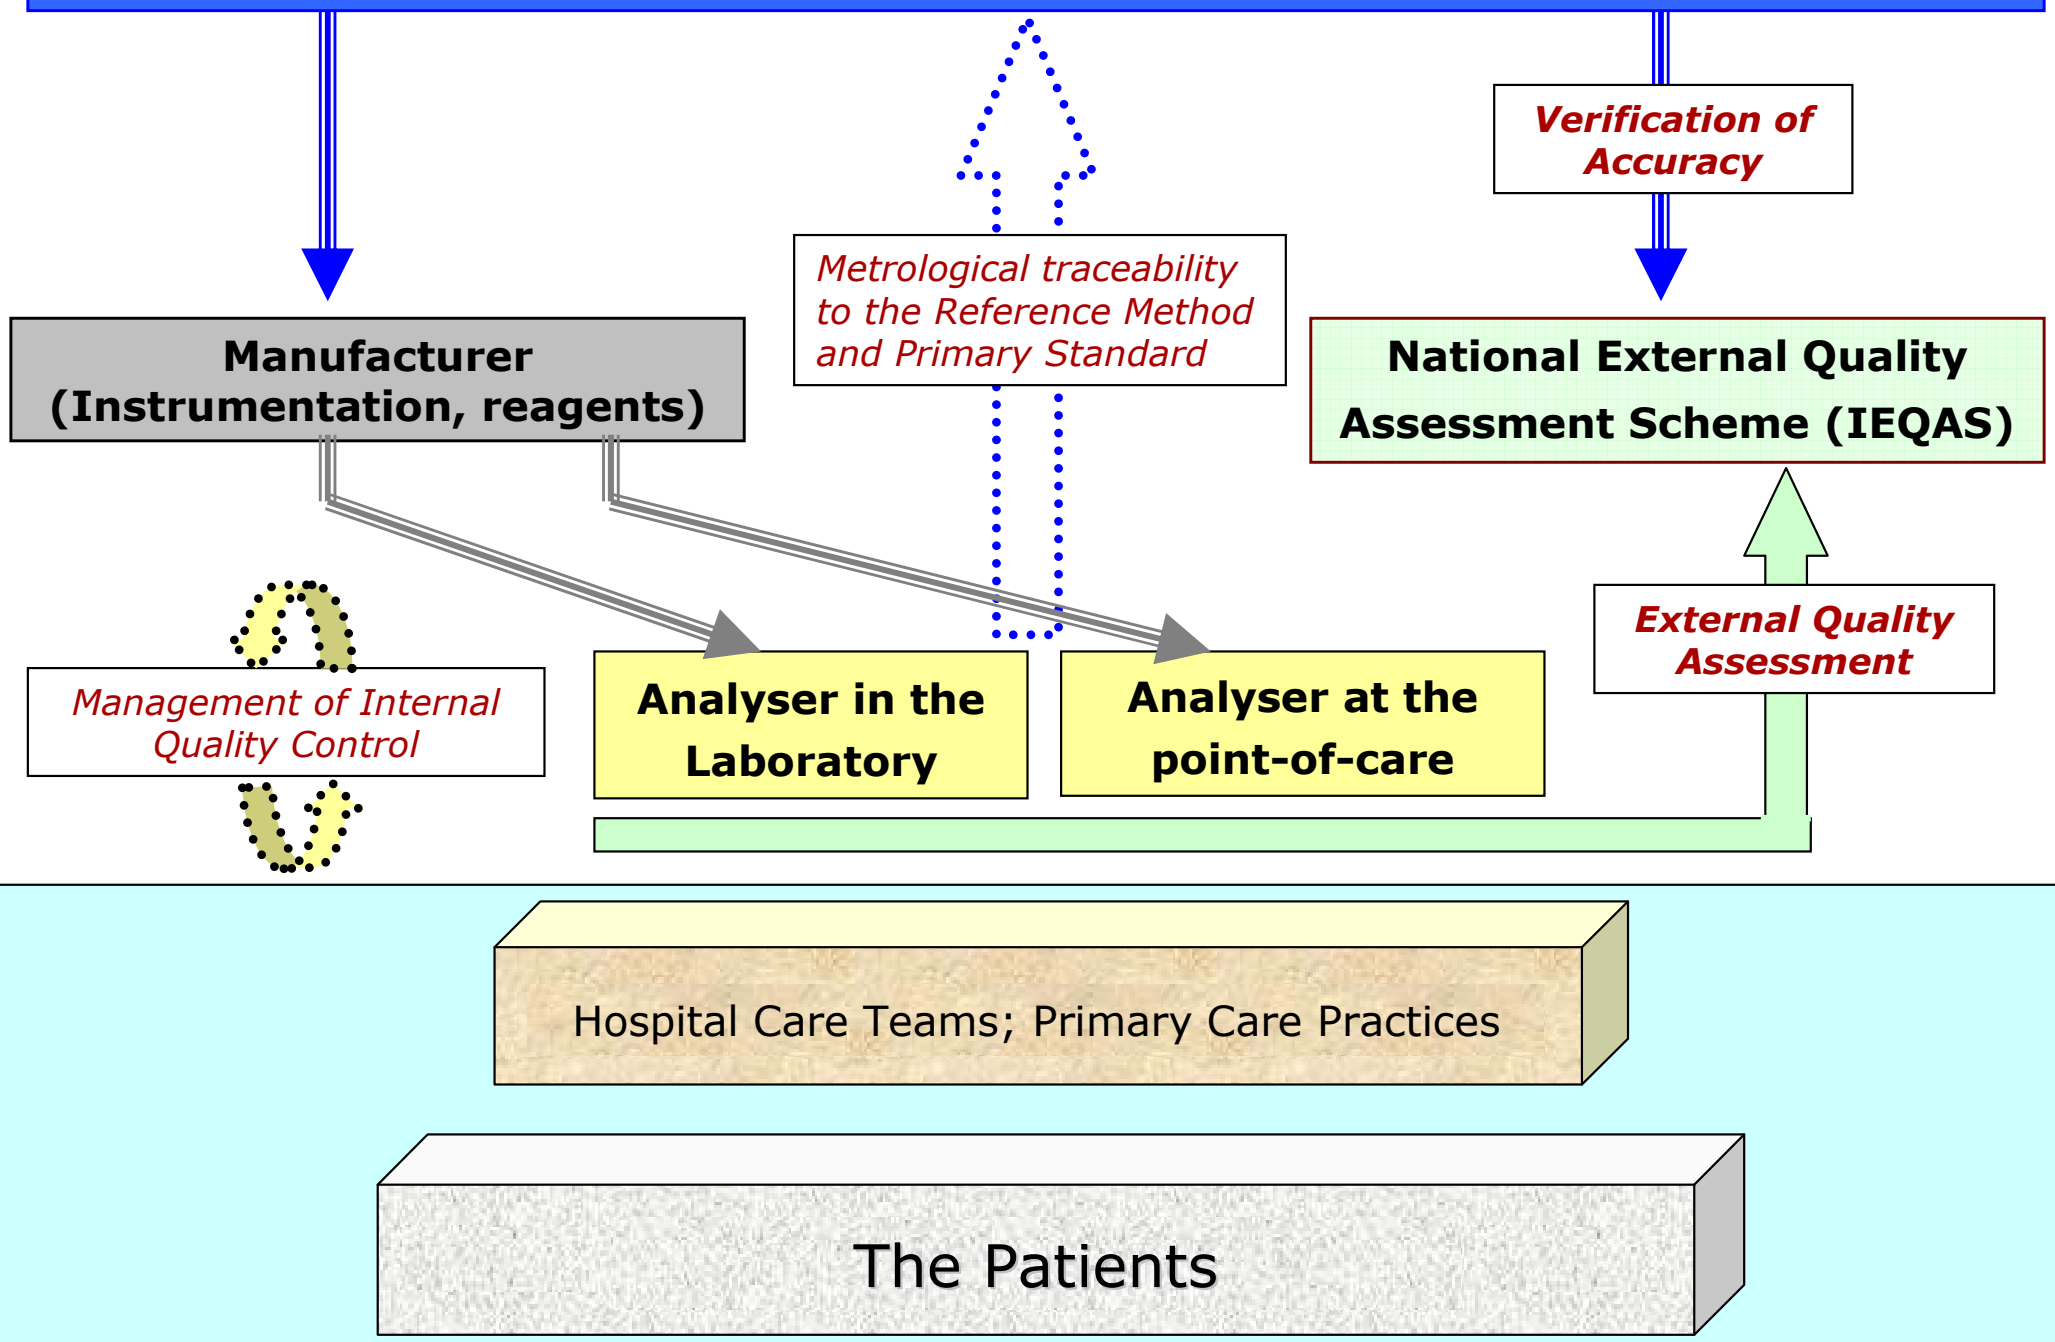 Verification of
Accuracy
Metrological traceability
to the Reference Method
and Primary Standard
Manufacturer
(Instrumentation, reagents)
National External Quality
Assessment Scheme (IEQAS)
External Quality
Assessment
Management of Internal
Quality Control
Analyser in the
Laboratory
Analyser at the
point-of-care
Hospital Care Teams; Primary Care Practices
The Patients